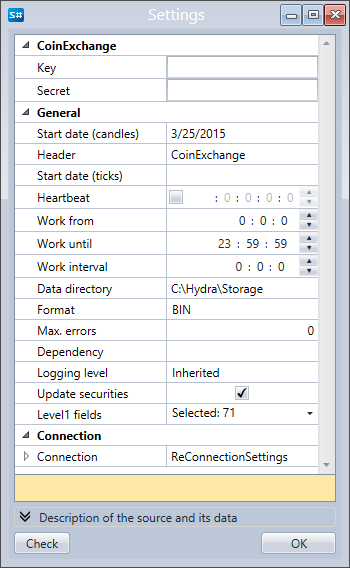 S# Settings
CoinExchange
Key
Secret
General
Start date (candles) 3/25/2015
Header CoinExchange
Start date (ticks)
Heartbeat : 0 : 0 : 0 : 0
Work from 0 : 0 : 0
Work until 23 : 59 : 59
Work interval 0 : 0 : 0
Data directory C:\Hydra\Storage
Format BIN
Max. errors 0
Dependency
Logging level Inherited
Update securities
Level1 fields Selected: 71
Connection
Connection ReConnectionSettings
Description of the source and its data
Check OK